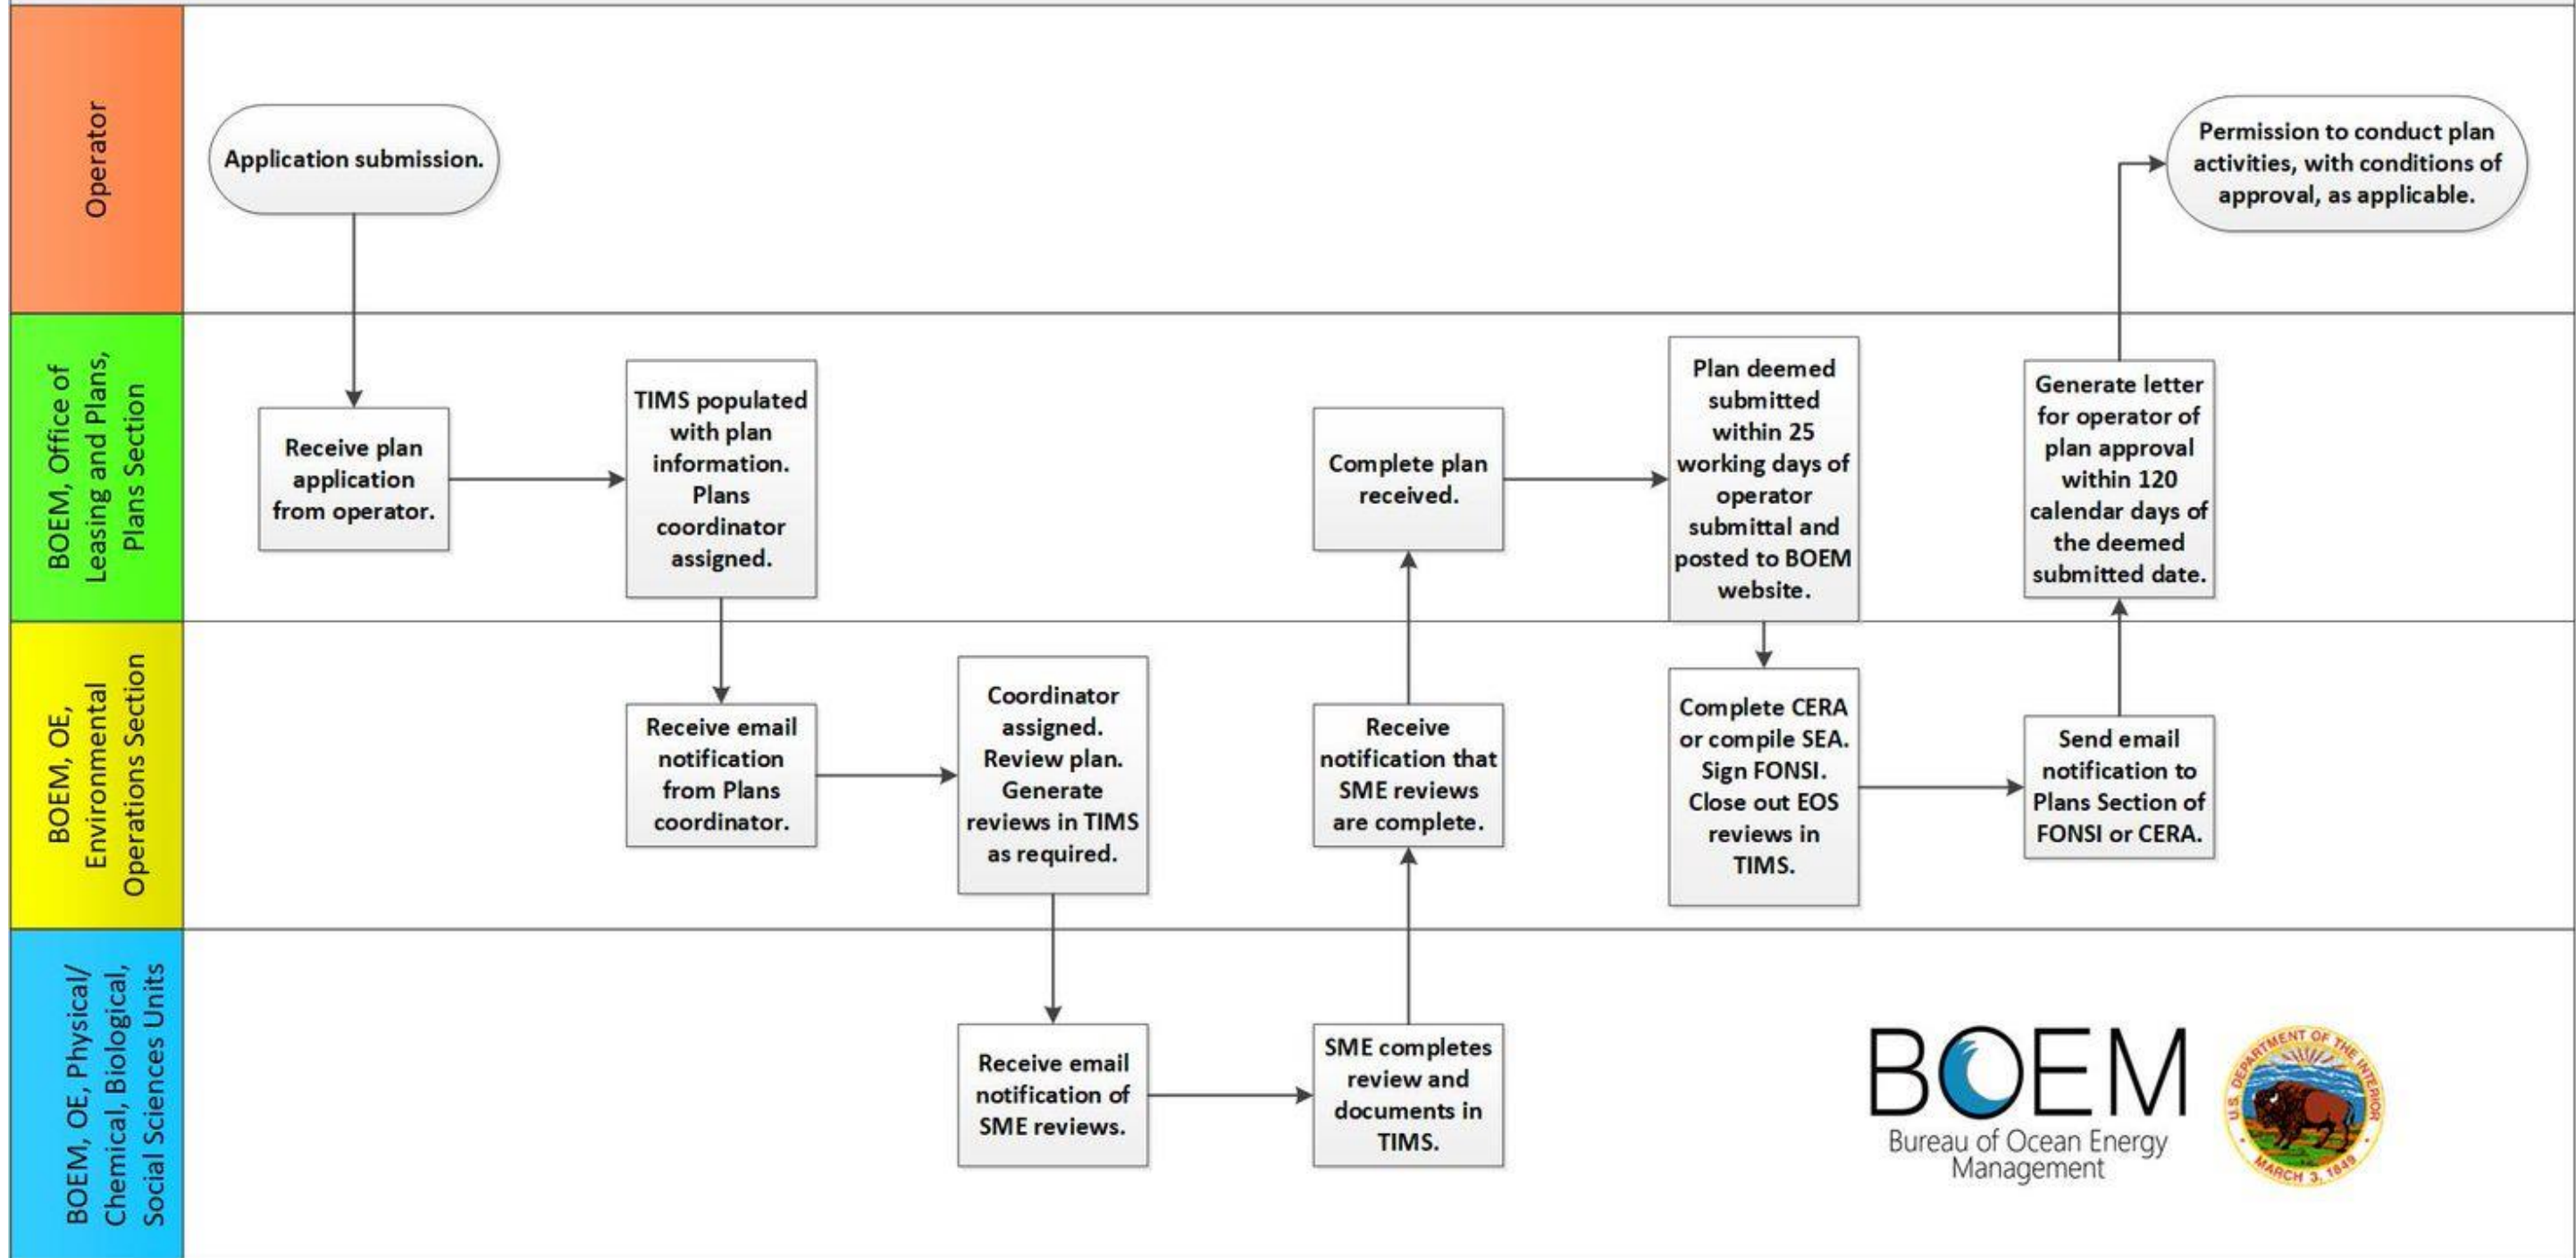 Operator
Application submission.
Permission to conduct plan
activities, with conditions of
approval, as applicable.
BOEM, Office of
Leasing and Plans,
Plans Section
Receive plan
application
from operator.
TIMS populated
with plan
information.
Plans
coordinator
assigned.
Complete plan
received.
Plan deemed
submitted
within 25
working days of
operator
submittal and
posted to BOEM
website.
Generate letter
for operator of
plan approval
within 120
calendar days of
the deemed
submitted date.
BOEM, OE,
Environmental
Operations Section
Receive email
notification
from Plans
coordinator.
Coordinator
assigned.
Review plan.
Generate
reviews in TIMS
as required.
Receive
notification that
SME reviews
are complete.
Complete CERA
or compile SEA.
Sign FONSI.
Close out EOS
reviews in
TIMS.
Send email
notification to
Plans Section of
FONSI or CERA.
BOEM, OE, Physical/
Chemical, Biological,
Social Sciences Units
Receive email
notification of
SME reviews.
SME completes
review and
documents in
TIMS.
BOEM
Bureau of Ocean Energy
Management
U.S. DEPARTMENT OF THE INTERIOR
MARCH 3, 1849